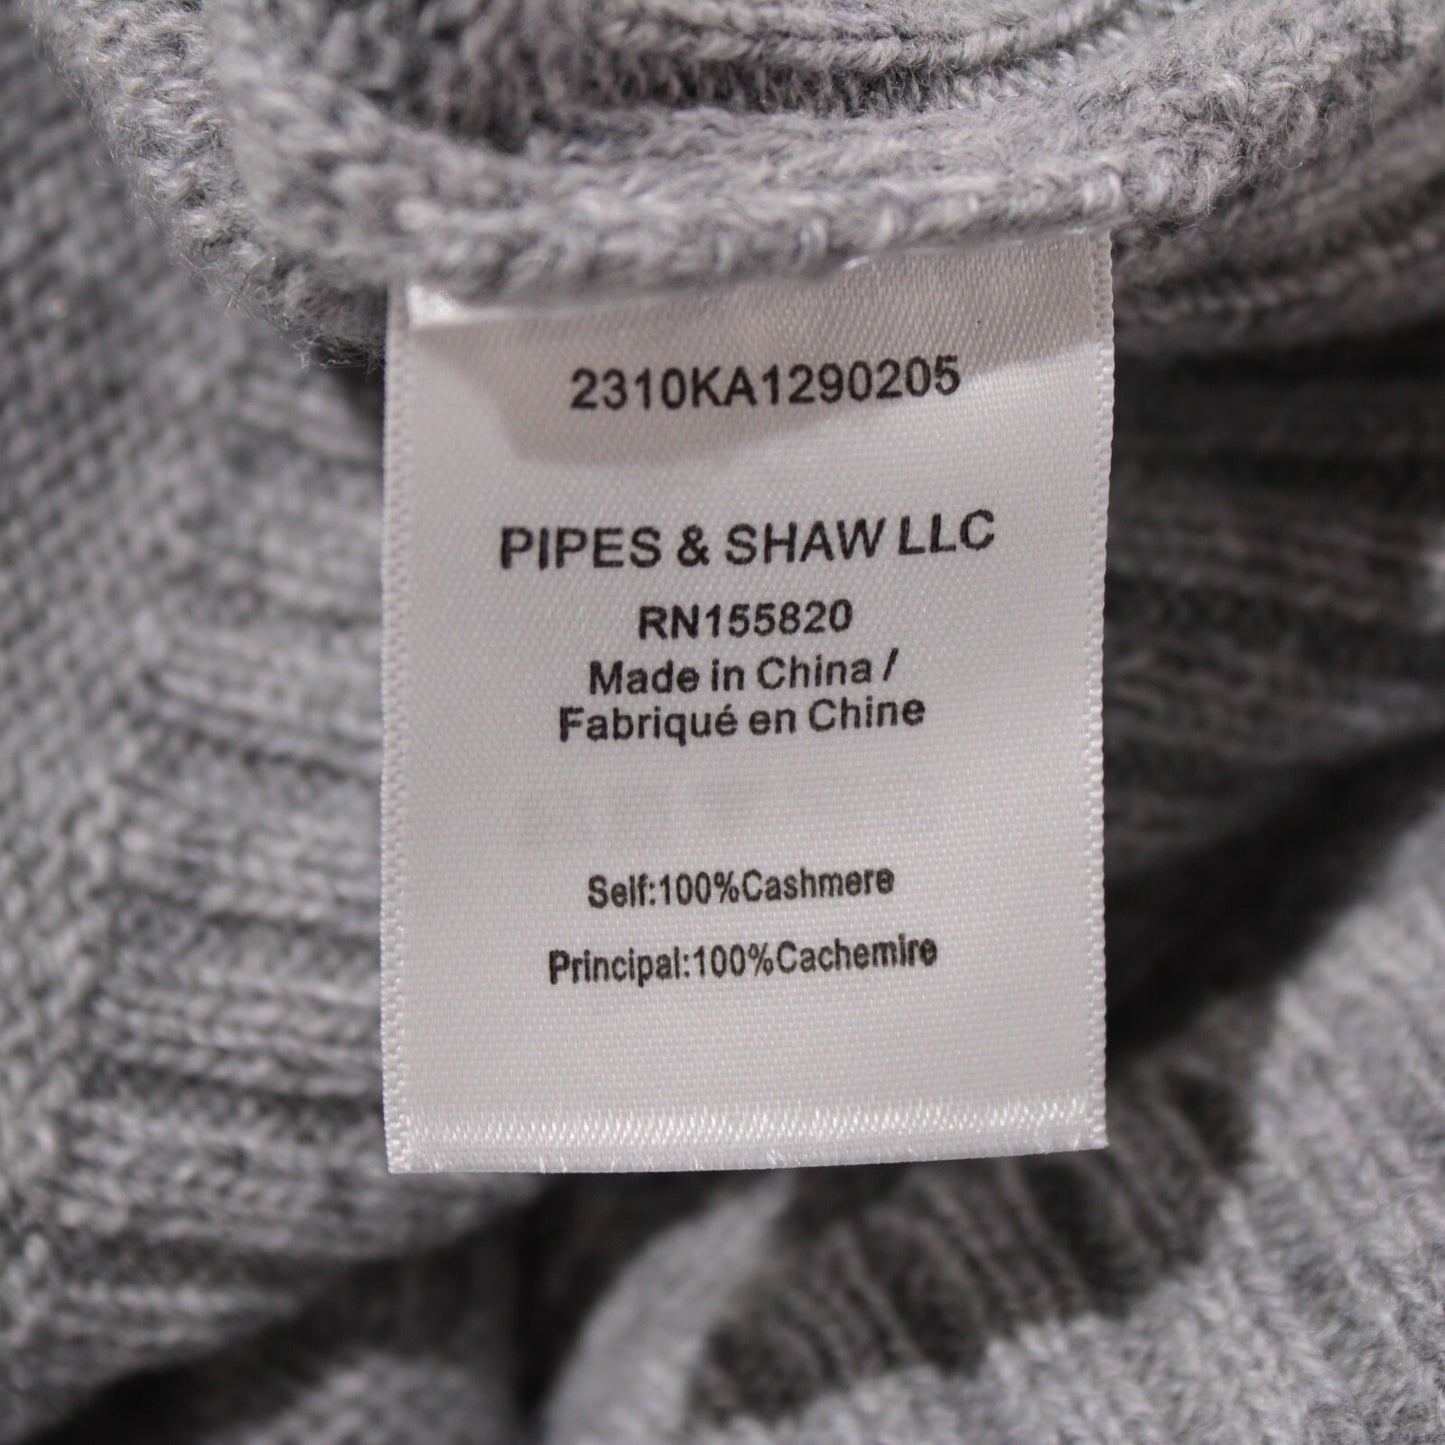 2310KA1290205
PIPES & SHAW LLC
RN155820
Made in China /
Fabriqué en Chine
Self:100%Cashmere
Principal:100%Cachemire